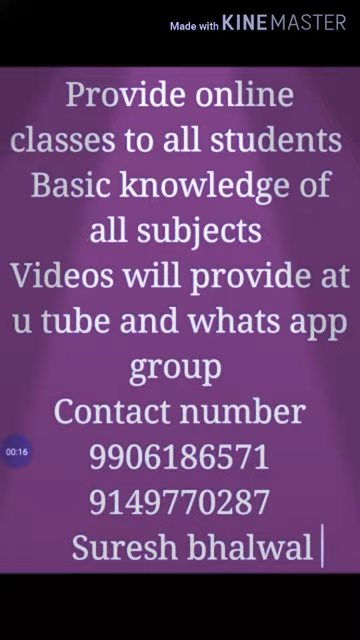 Made with KINEMASTER
Provide online
classes to all students
Basic knowledge of
all subjects
Videos will provide at
u tube and whats app
group
Contact number
00:16
9906186571
9149770287
Suresh bhalwal